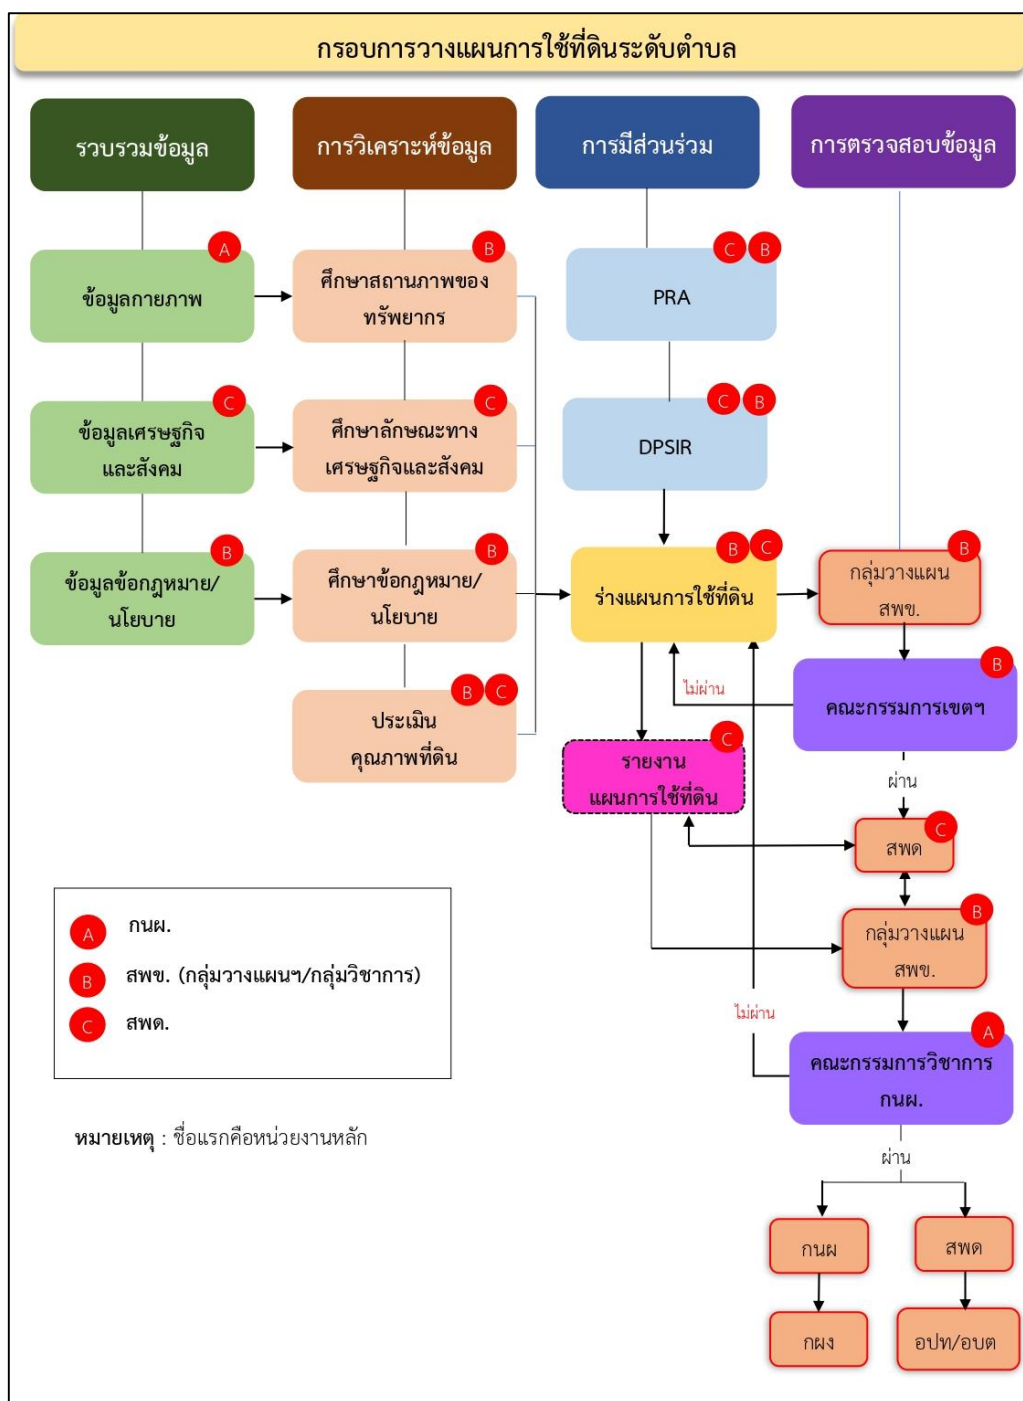 กรอบการวางแผนการใช้ที่ดินระดับตำบล
รวบรวมข้อมูล
การวิเคราะห์ข้อมูล
การมีส่วนร่วม
การตรวจสอบข้อมูล
A
ข้อมูลกายภาพ
B
ศึกษาสถานภาพของ
ทรัพยากร
C B
PRA
C
ข้อมูลเศรษฐกิจ
และสังคม
C
ศึกษาลักษณะทาง
เศรษฐกิจและสังคม
C B
DPSIR
B
ข้อมูลข้อกฎหมาย/
นโยบาย
B
ศึกษาข้อกฎหมาย/
นโยบาย
B C
ร่างแผนการใช้ที่ดิน
B
กลุ่มวางแผน
สพข.
B C
ประเมิน
คุณภาพที่ดิน
ไม่ผ่าน
B
คณะกรรมการเขตฯ
C
รายงาน
แผนการใช้ที่ดิน
ผ่าน
C
สพด
B
กลุ่มวางแผน
สพข.
A กนผ.
B สพข. (กลุ่มวางแผนฯ/กลุ่มวิชาการ)
C สพด.
ไม่ผ่าน
A
คณะกรรมการวิชาการ
กนผ.
หมายเหตุ : ชื่อแรกคือหน่วยงานหลัก
ผ่าน
กนผ
สพด
กผง
อปท/อบต